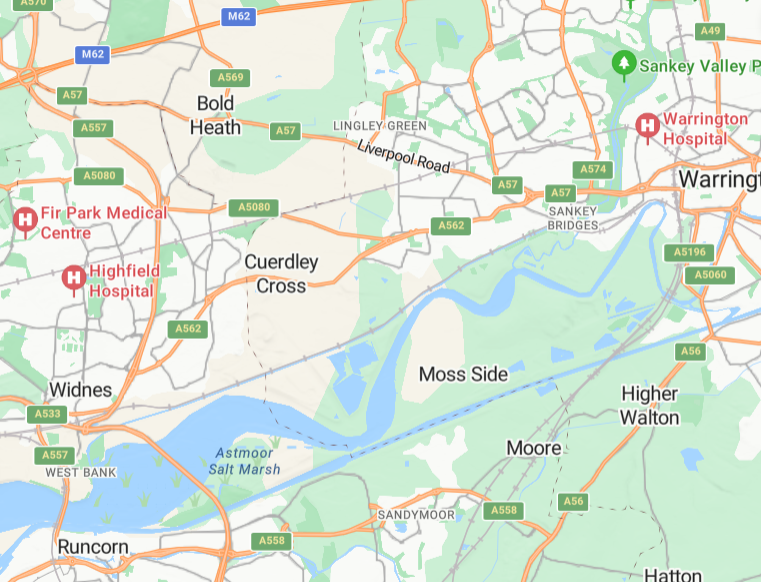 A570
M62
M62
A49
Sankey Valley P
A569
A57
Bold
Heath
A557
A57
LINGLEY GREEN
Liverpool Road
Warrington
Hospital
A5080
A574
A57
A57
Warringt
Fir Park Medical
Centre
A5080
A562
SANKEY
BRIDGES
Highfield
Hospital
Cuerdley
Cross
A5196
A5060
A562
A56
Moss Side
Widnes
Higher
Walton
A533
A557
WEST BANK
Astmoor
Salt Marsh
Moore
A56
SANDYMOOR
A558
Runcorn
A558
Hatton